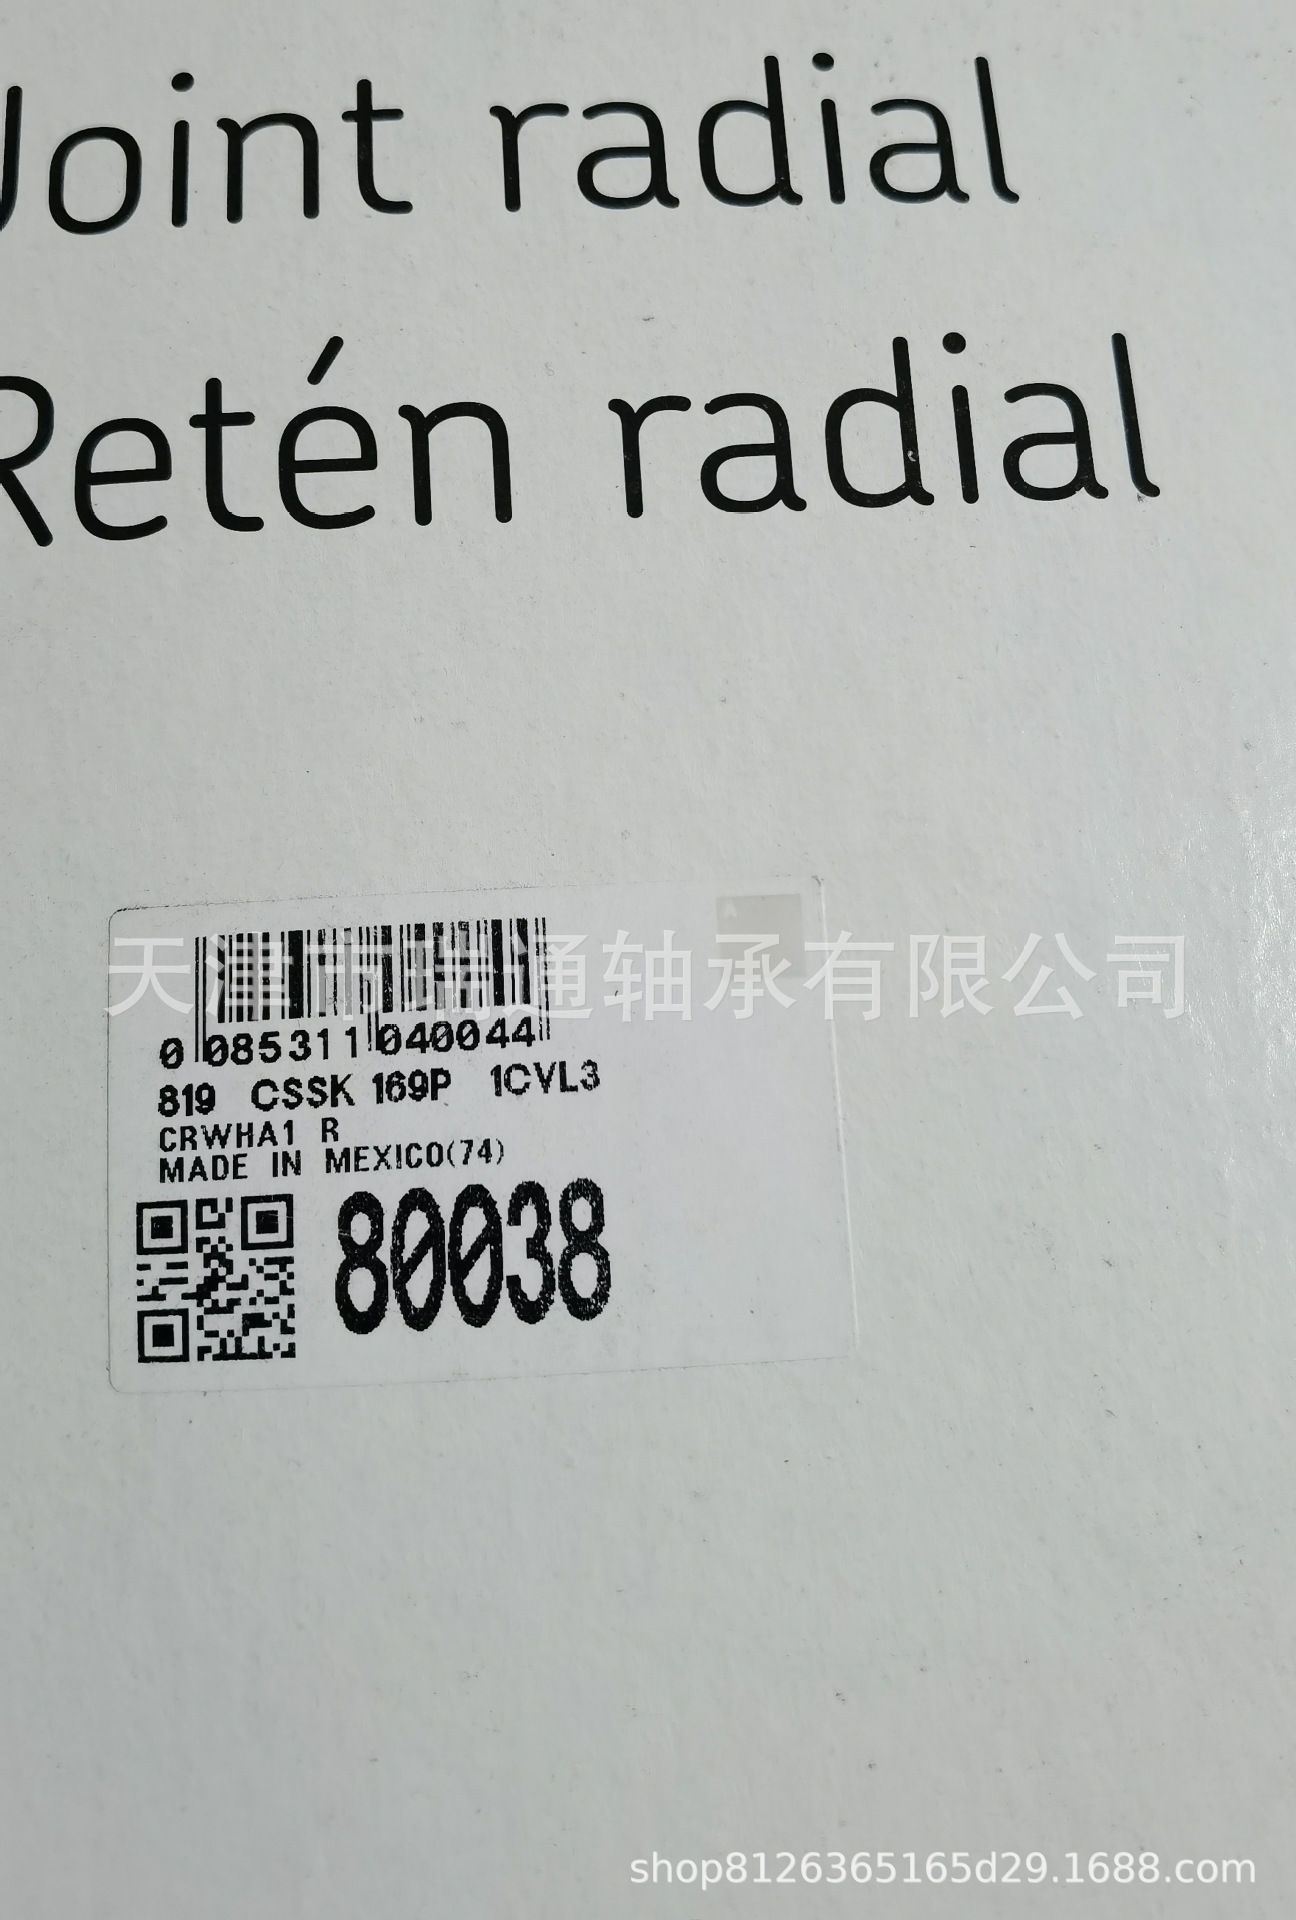 Joint radial
Retén radial
天津市瑞通轴承有限公司
0 085311 040044
819 CSSK 169P 1CVL3
CRWHA1 R
MADE IN MEXICO(74)
80038
shop8126365165d29.1688.com